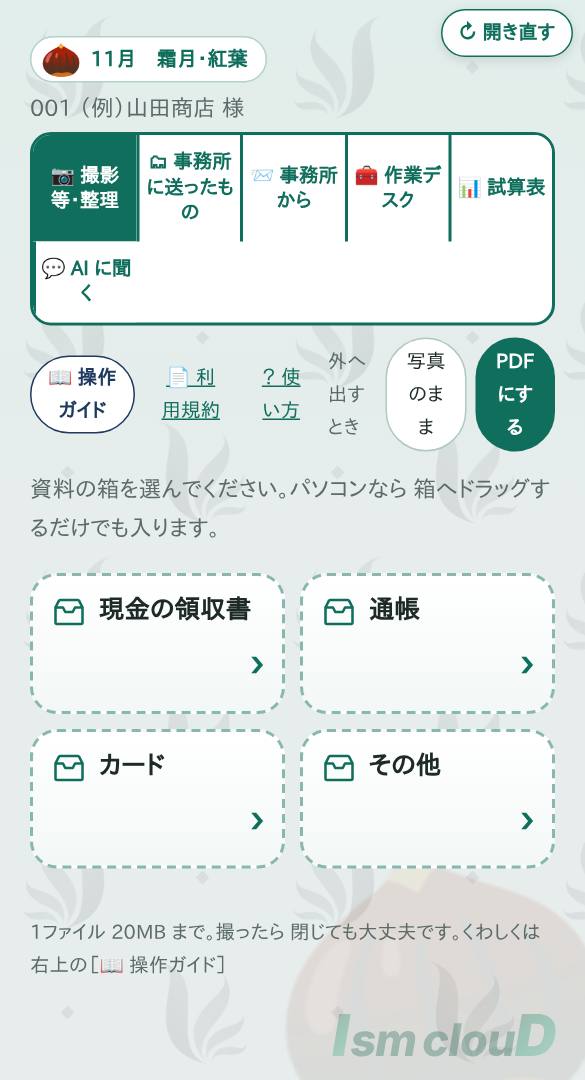 開き直す
11月 霜月・紅葉
001 (例)山田商店 様
撮影
等・整理
事務所
に送ったも
の
事務所
から
作業デ
スク
試算表
AI に聞
く
操作
ガイド
利
用規約
? 使
い方
外へ
出す
とき
写真
のま
ま
PDF
にす
る
資料の箱を選んでください。パソコンなら 箱へドラッグす
るだけでも入ります。
現金の領収書
通帳
カード
その他
1ファイル 20MB まで。撮ったら 閉じても大丈夫です。くわしくは
右上の[📖 操作ガイド]
Ism clouD